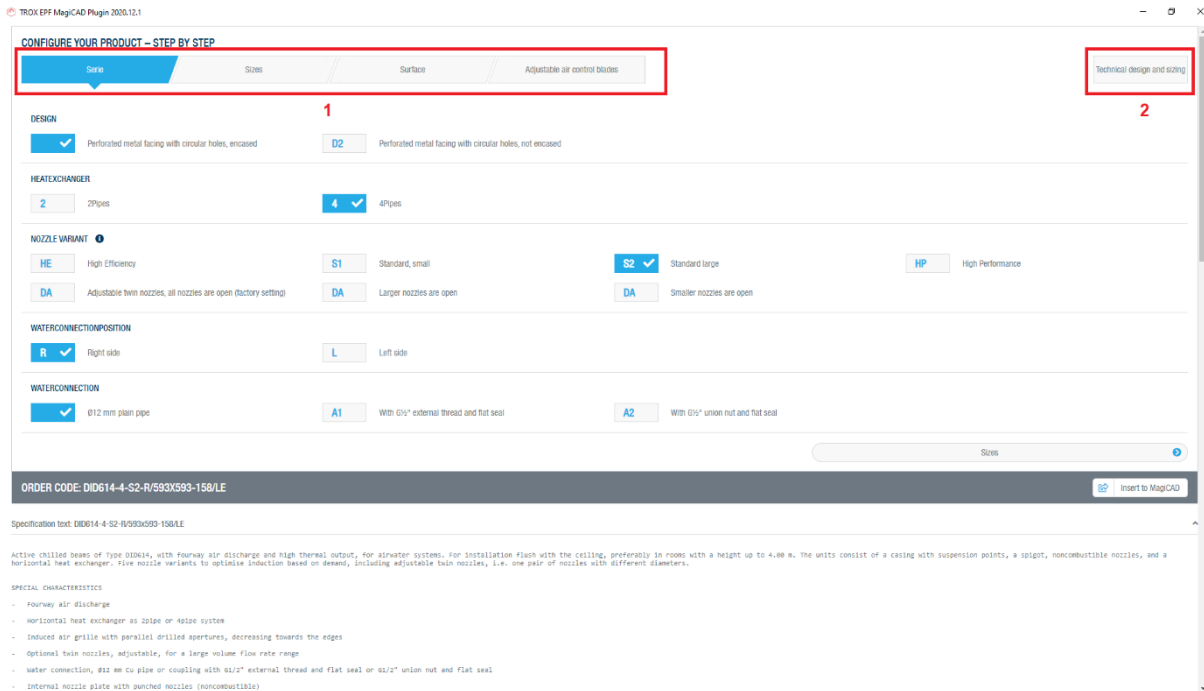 TROX EPF MagiCAD Plugin 2020.12.1
CONFIGURE YOUR PRODUCT – STEP BY STEP
Serie Sizes Surface Adjustable air control blades Technical design and sizing
1 2
DESIGN
Perforated metal facing with circular holes, encased D2 Perforated metal facing with circular holes, not encased
HEATEXCHANGER
2 2Pipes 4 4Pipes
NOZZLE VARIANT
HE High Efficiency S1 Standard, small S2 Standard large HP High Performance
DA Adjustable twin nozzles, all nozzles are open (factory setting) DA Larger nozzles are open DA Smaller nozzles are open
WATERCONNECTIONPOSITION
R Right side L Left side
WATERCONNECTION
Ø12 mm plain pipe A1 With G½" external thread and flat seal A2 With G½" union nut and flat seal
Sizes
ORDER CODE: DID614-4-S2-R/593X593-158/LE Insert to MagiCAD
Specification text: DID614-4-S2-R/593x593-158/LE
Active chilled beams of Type DID614, with fourway air discharge and high thermal output, for airwater systems. For installation flush with the ceiling, preferably in rooms with a height up to 4.00 m. The units consist of a casing with suspension points, a spigot, noncombustible nozzles, and a
horizontal heat exchanger. Five nozzle variants to optimise induction based on demand, including adjustable twin nozzles, i.e. one pair of nozzles with different diameters.
SPECIAL CHARACTERISTICS
- Fourway air discharge
- Horizontal heat exchanger as 2pipe or 4pipe system
- Induced air grille with parallel drilled apertures, decreasing towards the edges
- Optional twin nozzles, adjustable, for a large volume flow rate range
- Water connection, Ø12 mm Cu pipe or coupling with G1/2" external thread and flat seal or G1/2" union nut and flat seal
- Internal nozzle plate with punched nozzles (noncombustible)